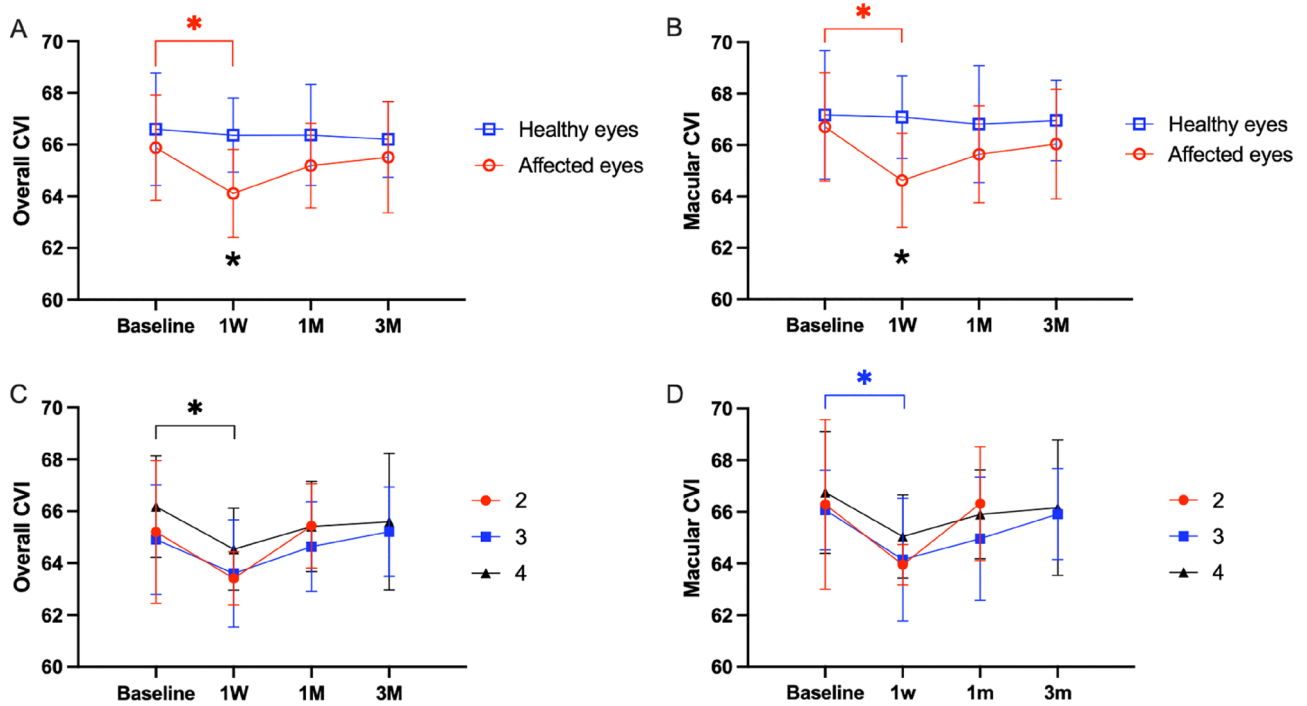 A
*
70
68
66
64
62
60
Overall CVI
*
Baseline 1W 1M 3M
Healthy eyes
Affected eyes
B
*
70
68
66
64
62
60
Macular CVI
*
Baseline 1W 1M 3M
Healthy eyes
Affected eyes
C
*
70
68
66
64
62
60
Overall CVI
Baseline 1W 1M 3M
2
3
4
D
*
70
68
66
64
62
60
Macular CVI
Baseline 1w 1m 3m
2
3
4